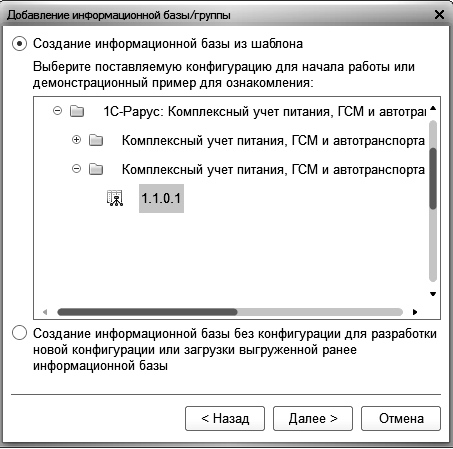 Добавление информационной базы/группы
Создание информационной базы из шаблона
Выберите поставляемую конфигурацию для начала работы или
демонстрационный пример для ознакомления:
1С-Рарус: Комплексный учет питания, ГСМ и автотран
Комплексный учет питания, ГСМ и автотранспорта
Комплексный учет питания, ГСМ и автотранспорта
1.1.0.1
Создание информационной базы без конфигурации для разработки
новой конфигурации или загрузки выгруженной ранее
информационной базы
< Назад
Далее >
Отмена